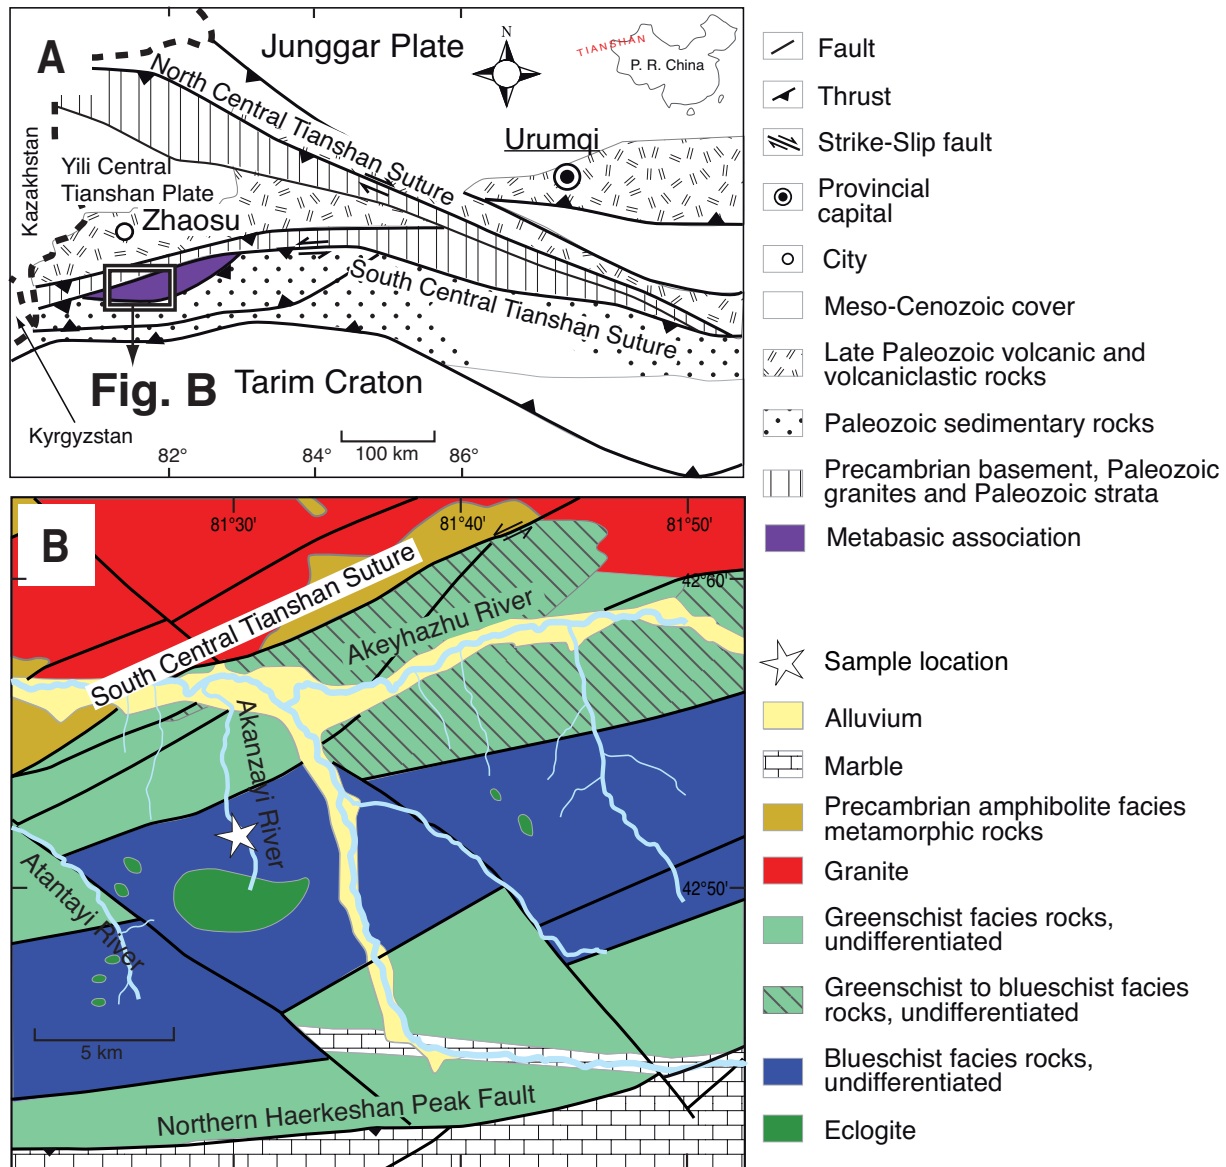 A
Junggar Plate
N
TIANSHAN
P. R. China
North Central Tianshan Suture
Urumqi
Kazakhstan
Yili Central
Tianshan Plate
Zhaosu
South Central Tianshan Suture
Fig. B
Tarim Craton
Kyrgyzstan
100 km
82°
84°
86°
Fault
Thrust
Strike-Slip fault
Provincial
capital
City
Meso-Cenozoic cover
Late Paleozoic volcanic and
volcaniclastic rocks
Paleozoic sedimentary rocks
Precambrian basement, Paleozoic
granites and Paleozoic strata
Metabasic association
B
81°30'
81°40'
81°50'
42°60'
South Central Tianshan Suture
Akeyhazhu River
Akanzayi River
Atantayi River
42°50'
5 km
Northern Haerkeshan Peak Fault
Sample location
Alluvium
Marble
Precambrian amphibolite facies
metamorphic rocks
Granite
Greenschist facies rocks,
undifferentiated
Greenschist to blueschist facies
rocks, undifferentiated
Blueschist facies rocks,
undifferentiated
Eclogite